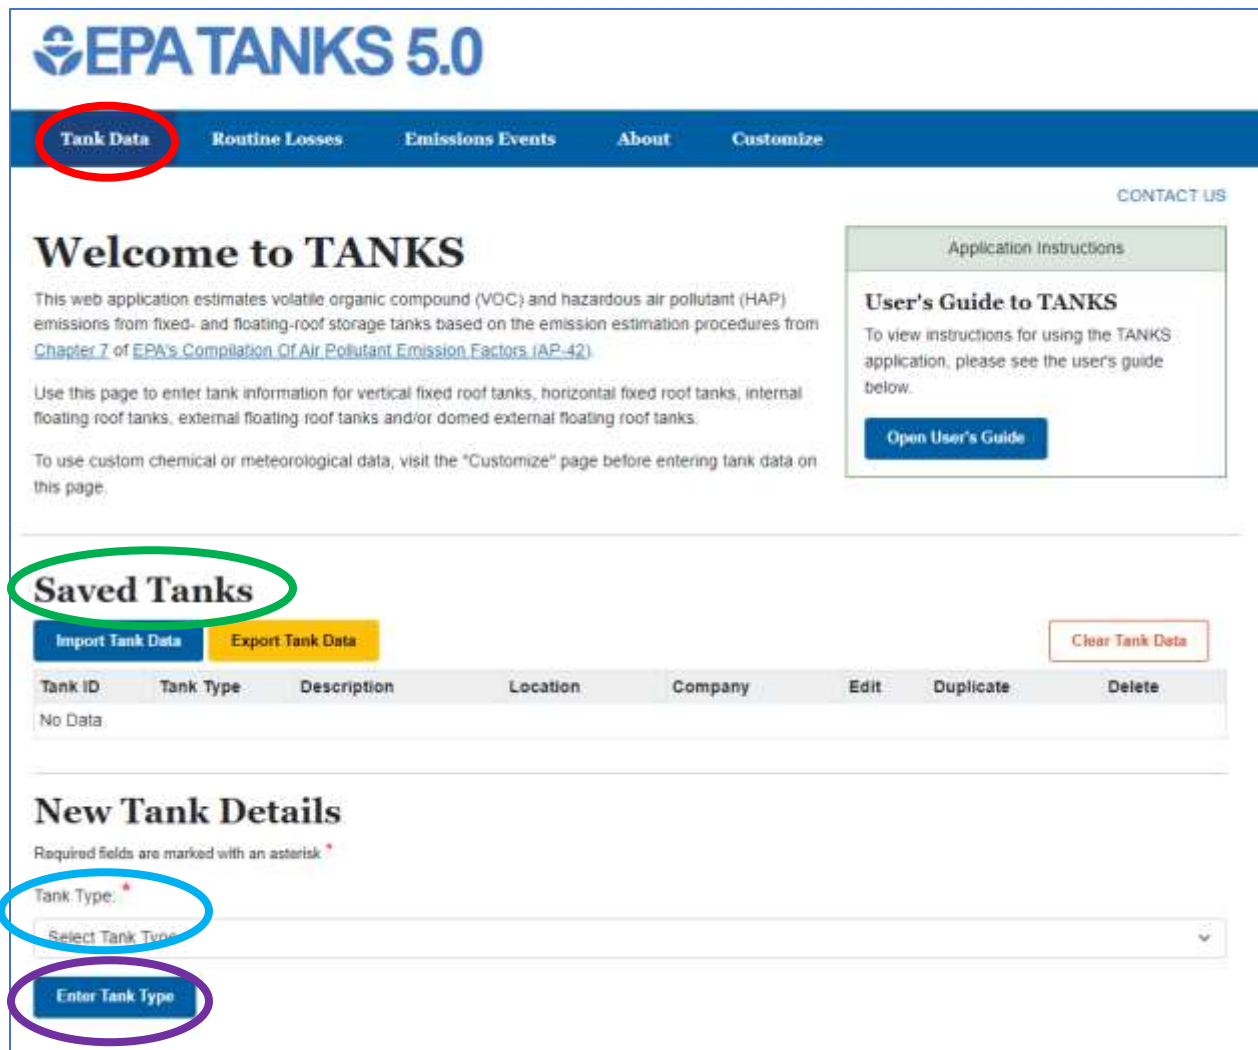 EPA TANKS 5.0
Tank Data Routine Losses Emissions Events About Customize
CONTACT US
Welcome to TANKS
This web application estimates volatile organic compound (VOC) and hazardous air pollutant (HAP)
emissions from fixed- and floating-roof storage tanks based on the emission estimation procedures from
Chapter 7 of EPA's Compilation Of Air Pollutant Emission Factors (AP-42).
Use this page to enter tank information for vertical fixed roof tanks, horizontal fixed roof tanks, internal
floating roof tanks, external floating roof tanks and/or domed external floating roof tanks.
To use custom chemical or meteorological data, visit the "Customize" page before entering tank data on
this page.
Application Instructions
User's Guide to TANKS
To view instructions for using the TANKS
application, please see the user's guide
below.
Open User's Guide
Saved Tanks
Import Tank Data Export Tank Data Clear Tank Data
Tank ID Tank Type Description Location Company Edit Duplicate Delete
No Data
New Tank Details
Required fields are marked with an asterisk *
Tank Type: *
Select Tank Type
Enter Tank Type